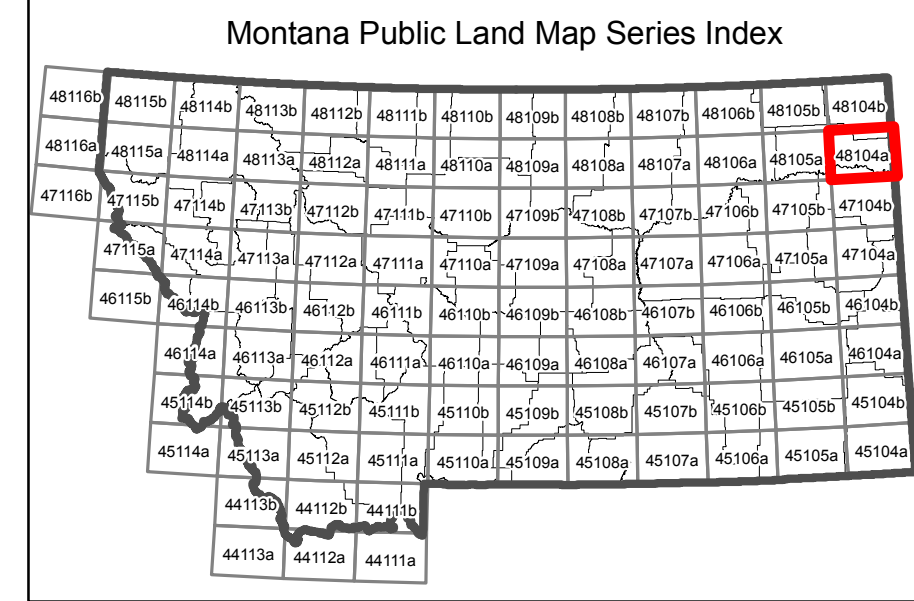 Montana Public Land Map Series Index
48116b 48115b 48114b 48113b 48112b 48111b 48110b 48109b 48108b 48107b 48106b 48105b 48104b
48116a 48115a 48114a 48113a 48112a 48111a 48110a 48109a 48108a 48107a 48106a 48105a 48104a
47116b 47115b 47114b 47113b 47112b 47111b 47110b 47109b 47108b 47107b 47106b 47105b 47104b
47115a 47114a 47113a 47112a 47111a 47110a 47109a 47108a 47107a 47106a 47105a 47104a
46115b 46114b 46113b 46112b 46111b 46110b 46109b 46108b 46107b 46106b 46105b 46104b
46114a 46113a 46112a 46111a 46110a 46109a 46108a 46107a 46106a 46105a 46104a
45114b 45113b 45112b 45111b 45110b 45109b 45108b 45107b 45106b 45105b 45104b
45114a 45113a 45112a 45111a 45110a 45109a 45108a 45107a 45106a 45105a 45104a
44113b 44112b 44111b
44113a 44112a 44111a